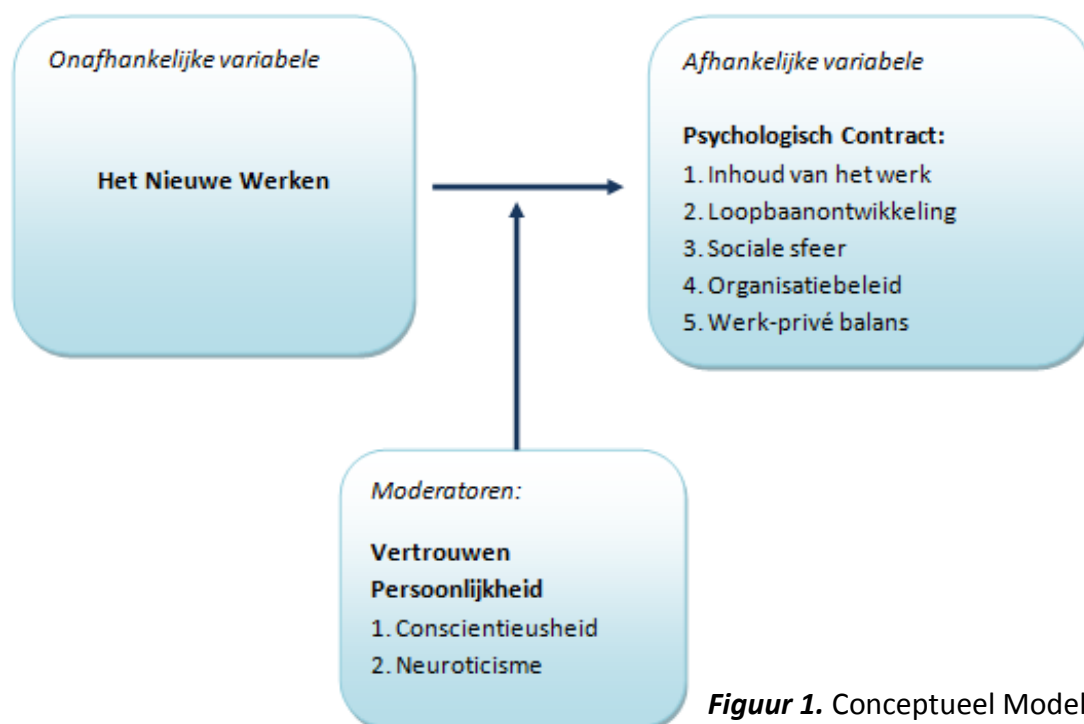 Onafhankelijke variabele
Het Nieuwe Werken
Afhankelijke variabele
Psychologisch Contract:
1. Inhoud van het werk
2. Loopbaanontwikkeling
3. Sociale sfeer
4. Organisatiebeleid
5. Werk-privé balans
Moderatoren:
Vertrouwen
Persoonlijkheid
1. Conscientieusheid
2. Neuroticisme
Figuur 1. Conceptueel Model